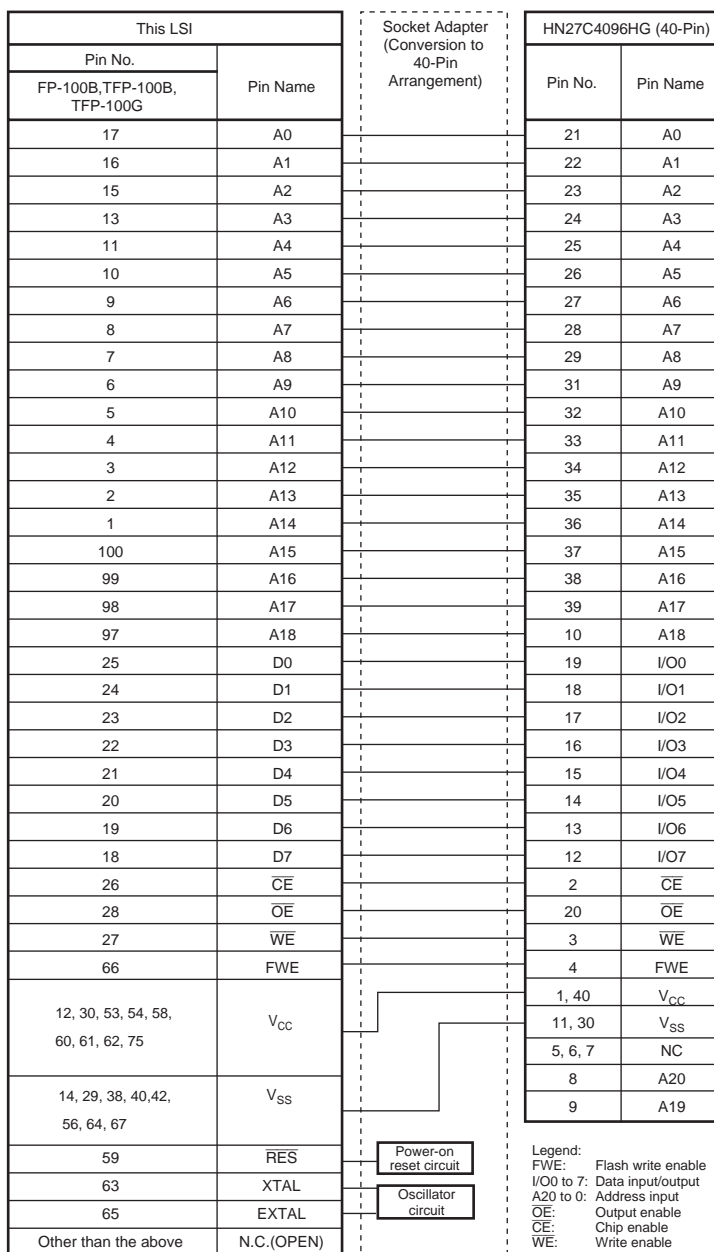 This LSI
Socket Adapter
(Conversion to
40-Pin
Arrangement)
HN27C4096HG (40-Pin)
Pin No.
Pin Name
FP-100B,TFP-100B,
TFP-100G
Pin No.
Pin Name
17 A0 21 A0
16 A1 22 A1
15 A2 23 A2
13 A3 24 A3
11 A4 25 A4
10 A5 26 A5
9 A6 27 A6
8 A7 28 A7
7 A8 29 A8
6 A9 31 A9
5 A10 32 A10
4 A11 33 A11
3 A12 34 A12
2 A13 35 A13
1 A14 36 A14
100 A15 37 A15
99 A16 38 A16
98 A17 39 A17
97 A18 10 A18
25 D0 19 I/O0
24 D1 18 I/O1
23 D2 17 I/O2
22 D3 16 I/O3
21 D4 15 I/O4
20 D5 14 I/O5
19 D6 13 I/O6
18 D7 12 I/O7
26 C̅E̅ 2 C̅E̅
28 O̅E̅ 20 O̅E̅
27 W̅E̅ 3 W̅E̅
66 FWE 4 FWE
12, 30, 53, 54, 58,
60, 61, 62, 75
VCC
1, 40 VCC
11, 30 VSS
5, 6, 7 NC
8 A20
9 A19
14, 29, 38, 40,42,
56, 64, 67
VSS
59 R̅E̅S̅
Power-on
reset circuit
63 XTAL
Oscillator
circuit
65 EXTAL
Other than the above N.C.(OPEN)
Legend:
FWE: Flash write enable
I/O0 to 7: Data input/output
A20 to 0: Address input
O̅E̅: Output enable
C̅E̅: Chip enable
W̅E̅: Write enable